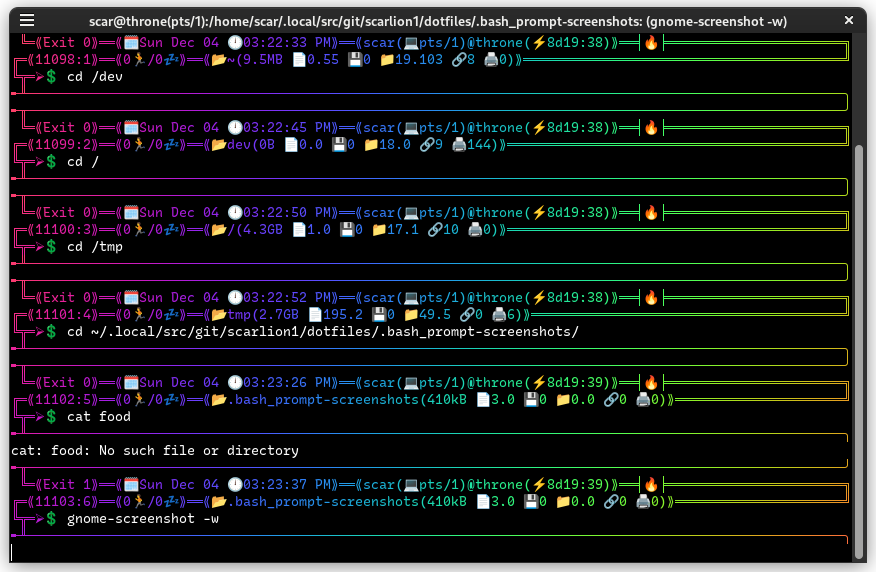 scar@throne(pts/1):/home/scar/.local/src/git/scarlion1/dotfiles/.bash_prompt-screenshots: (gnome-screenshot -w)
╚═⟪Exit 0⟫══⟪🗓️Sun Dec 04 🕛03:22:33 PM⟫══⟪scar(💻pts/1)@throne(⚡8d19:38)⟫══┤🔥├
╔═⟪11098:1⟫══⟪0🏃/0💤⟫══⟪📂~(9.5MB 📄0.55 💾0 📁19.103 🔗8 🖨️0)⟫
╚═➤💲 cd /dev
╚═⟪Exit 0⟫══⟪🗓️Sun Dec 04 🕛03:22:45 PM⟫══⟪scar(💻pts/1)@throne(⚡8d19:38)⟫══┤🔥├
╔═⟪11099:2⟫══⟪0🏃/0💤⟫══⟪📂dev(0B 📄0.0 💾0 📁18.0 🔗9 🖨️144)⟫
╚═➤💲 cd /
╚═⟪Exit 0⟫══⟪🗓️Sun Dec 04 🕛03:22:50 PM⟫══⟪scar(💻pts/1)@throne(⚡8d19:38)⟫══┤🔥├
╔═⟪11100:3⟫══⟪0🏃/0💤⟫══⟪📂/(4.3GB 📄1.0 💾0 📁17.1 🔗10 🖨️0)⟫
╚═➤💲 cd /tmp
╚═⟪Exit 0⟫══⟪🗓️Sun Dec 04 🕛03:22:52 PM⟫══⟪scar(💻pts/1)@throne(⚡8d19:38)⟫══┤🔥├
╔═⟪11101:4⟫══⟪0🏃/0💤⟫══⟪📂tmp(2.7GB 📄195.2 💾0 📁49.5 🔗0 🖨️6)⟫
╚═➤💲 cd ~/.local/src/git/scarlion1/dotfiles/.bash_prompt-screenshots/
╚═⟪Exit 0⟫══⟪🗓️Sun Dec 04 🕛03:23:26 PM⟫══⟪scar(💻pts/1)@throne(⚡8d19:39)⟫══┤🔥├
╔═⟪11102:5⟫══⟪0🏃/0💤⟫══⟪📂.bash_prompt-screenshots(410kB 📄3.0 💾0 📁0.0 🔗0 🖨️0)⟫
╚═➤💲 cat food
cat: food: No such file or directory
╚═⟪Exit 1⟫══⟪🗓️Sun Dec 04 🕛03:23:37 PM⟫══⟪scar(💻pts/1)@throne(⚡8d19:39)⟫══┤🔥├
╔═⟪11103:6⟫══⟪0🏃/0💤⟫══⟪📂.bash_prompt-screenshots(410kB 📄3.0 💾0 📁0.0 🔗0 🖨️0)⟫
╚═➤💲 gnome-screenshot -w